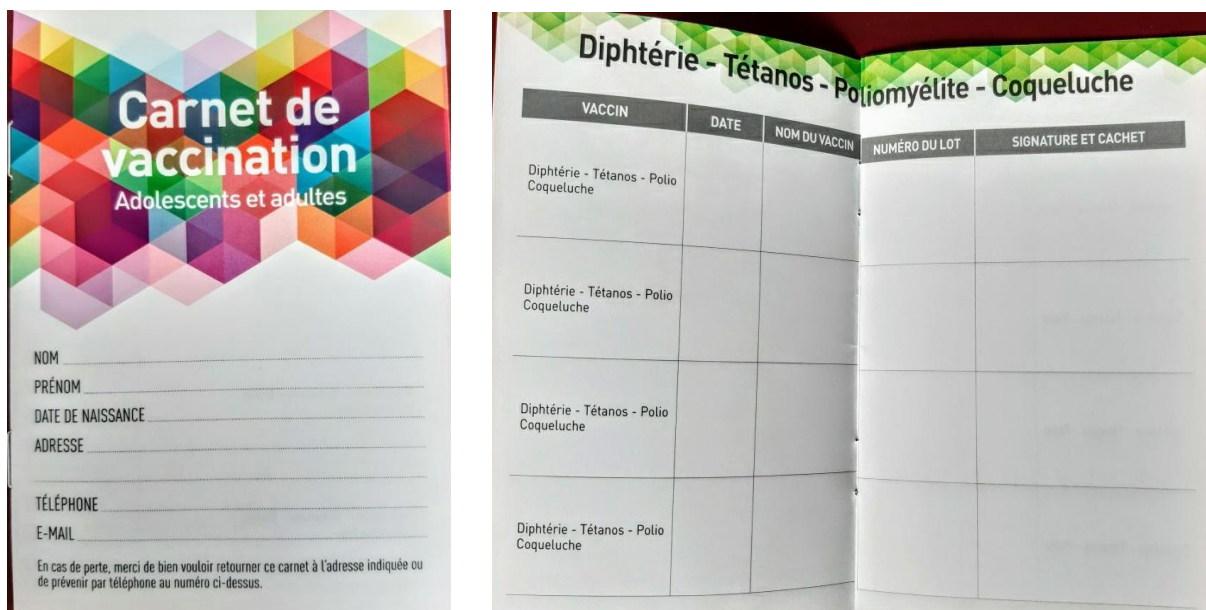 Carnet de
vaccination
Adolescents et adultes
NOM
PRÉNOM
DATE DE NAISSANCE
ADRESSE
TÉLÉPHONE
E-MAIL
En cas de perte, merci de bien vouloir retourner ce carnet à l'adresse indiquée ou
de prévenir par téléphone au numéro ci-dessus.
Diphtérie - Tétanos - Poliomyélite - Coqueluche
VACCIN DATE NOM DU VACCIN NUMÉRO DU LOT SIGNATURE ET CACHET
Diphtérie - Tétanos - Polio
Coqueluche
Diphtérie - Tétanos - Polio
Coqueluche
Diphtérie - Tétanos - Polio
Coqueluche
Diphtérie - Tétanos - Polio
Coqueluche